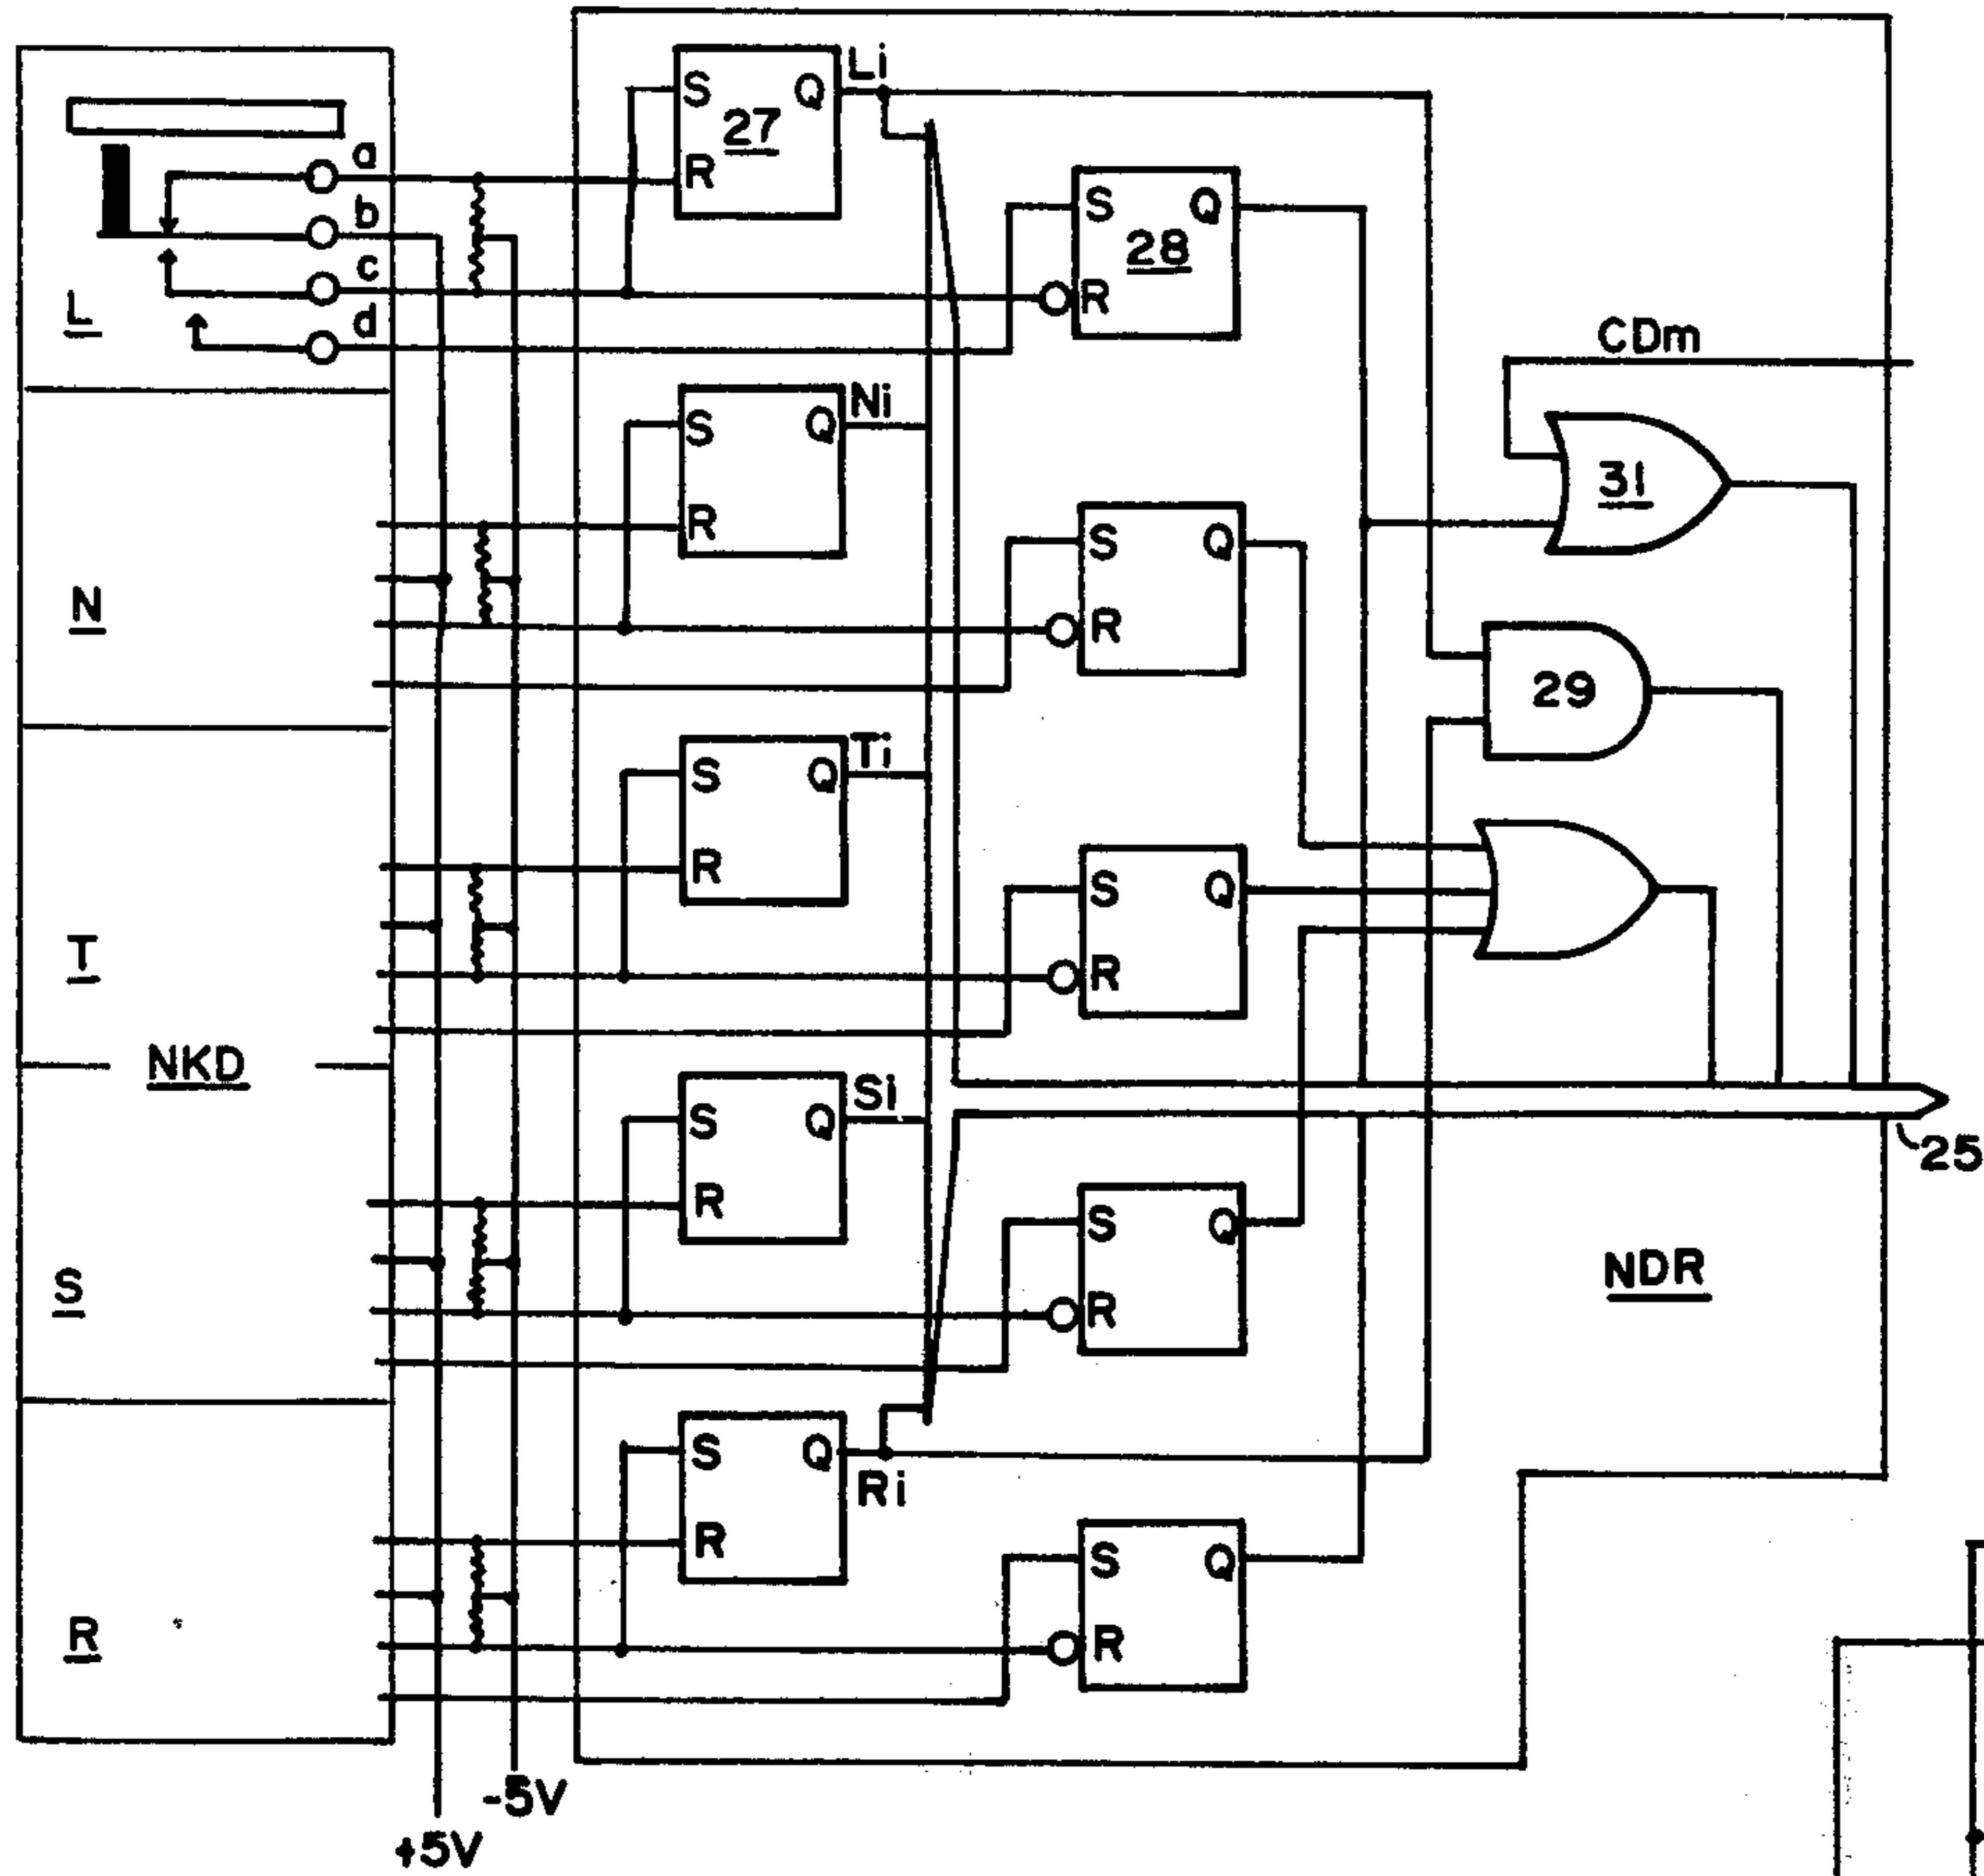 S Q Li
27
R
a
b
c
d
L
S Q
28
R
CDm
31
S Q Ni
R
N
S Q
R
29
S Q Ti
R
T
S Q
R
NKD
S Q Si
R
25
S
S Q
R
NDR
S Q
Ri
R
R
S Q
R
-5V
+5V